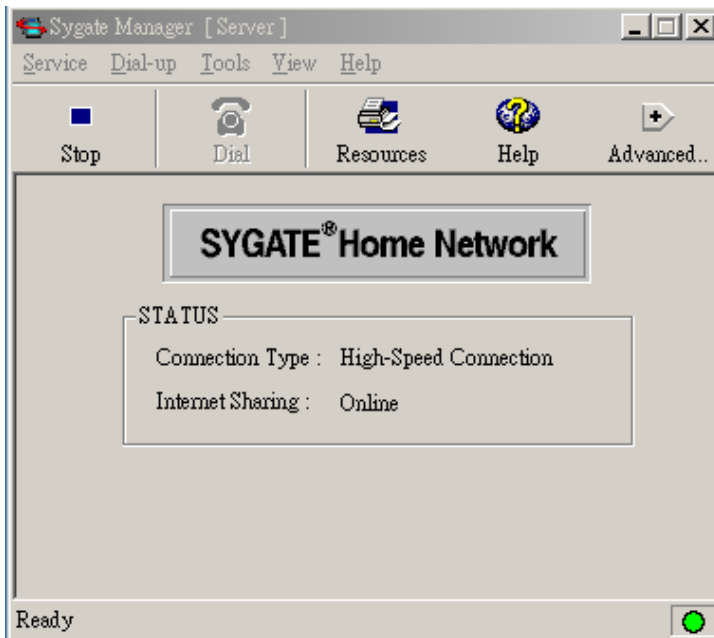 Sygate Manager [ Server ]
Service Dial-up Tools View Help
Stop Dial Resources Help Advanced..
SYGATE® Home Network
STATUS
Connection Type : High-Speed Connection
Internet Sharing : Online
Ready